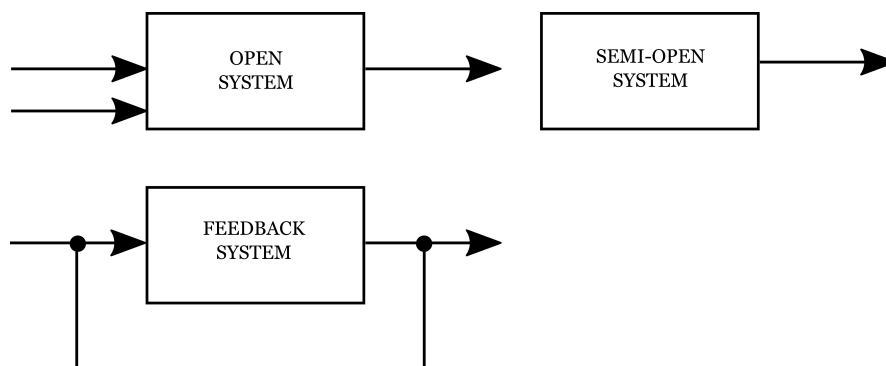 OPEN
SYSTEM
SEMI-OPEN
SYSTEM
FEEDBACK
SYSTEM